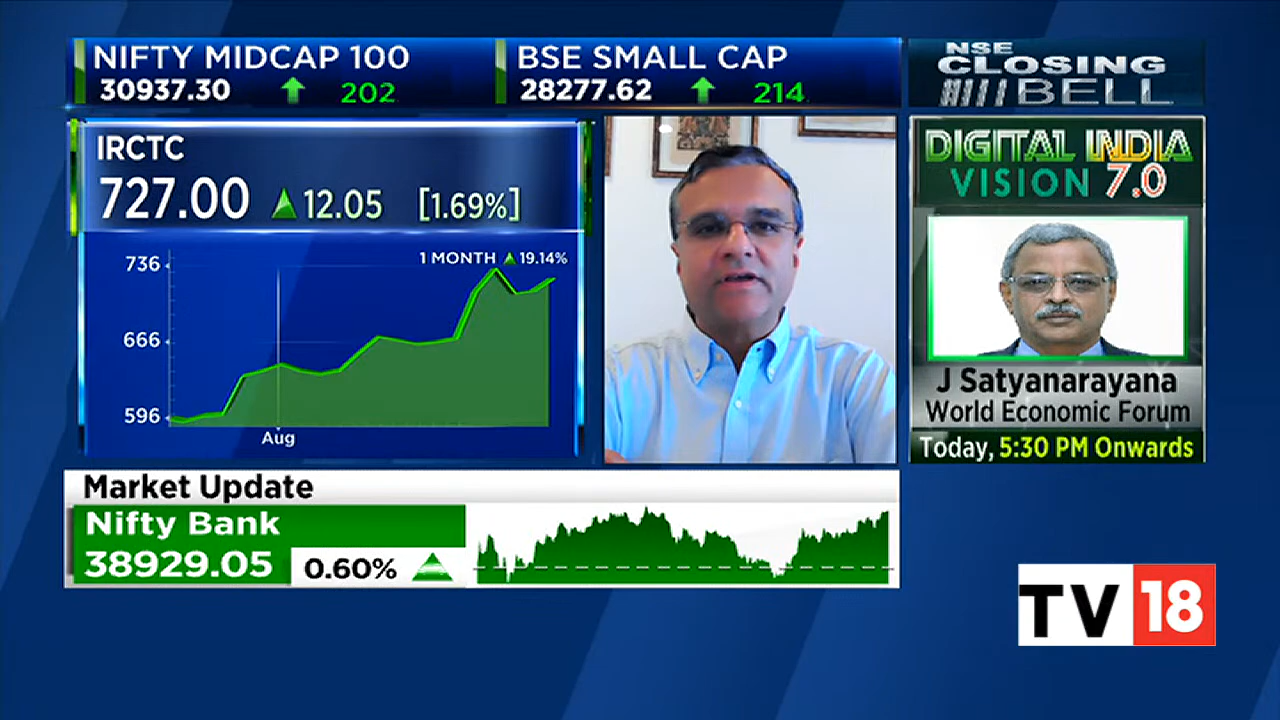 NIFTY MIDCAP 100
30937.30 202
BSE SMALL CAP
28277.62 214
NSE
CLOSING
BELL
IRCTC
727.00 12.05 [1.69%]
1 MONTH 19.14%
736
666
596
Aug
DIGITAL INDIA
VISION 7.0
J Satyanarayana
World Economic Forum
Today, 5:30 PM Onwards
Market Update
Nifty Bank
38929.05 0.60%
TV 18